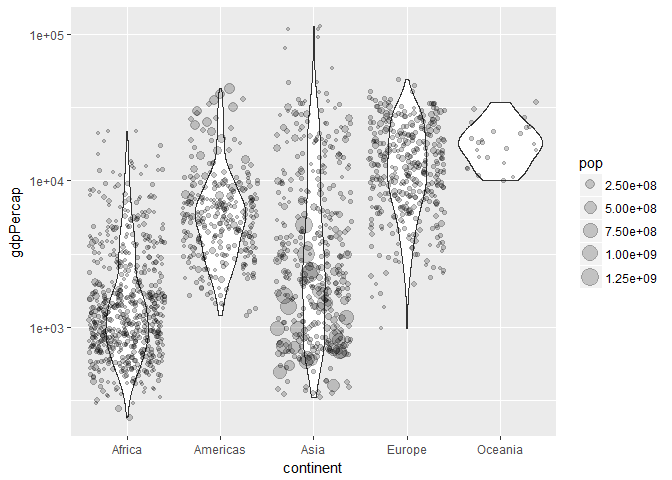 1e+05
1e+04
1e+03
gdpPercap
Africa
Americas
Asia
Europe
Oceania
continent
pop
2.50e+08
5.00e+08
7.50e+08
1.00e+09
1.25e+09